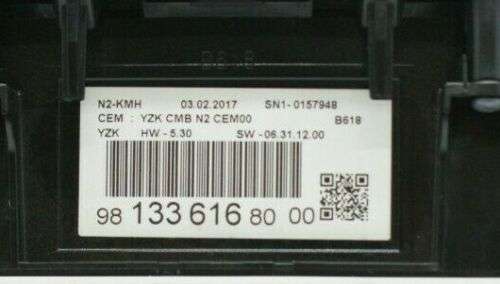 N2-KMH 03.02.2017 SN1-0157948
CEM : YZK CMB N2 CEM00 B618
YZK HW-5.30 SW-06.31.12.00
98 133 616 80 00